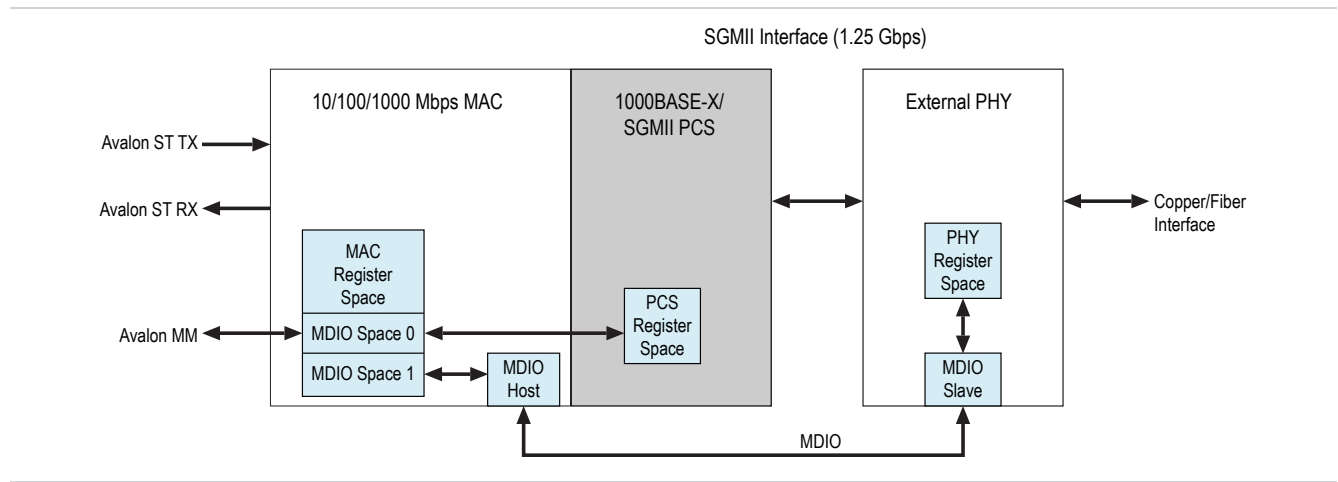 SGMII Interface (1.25 Gbps)
10/100/1000 Mbps MAC
1000BASE-X/
SGMII PCS
External PHY
Avalon ST TX
Avalon ST RX
Avalon MM
MAC
Register
Space
MDIO Space 0
MDIO Space 1
MDIO
Host
PCS
Register
Space
PHY
Register
Space
MDIO
Slave
Copper/Fiber
Interface
MDIO